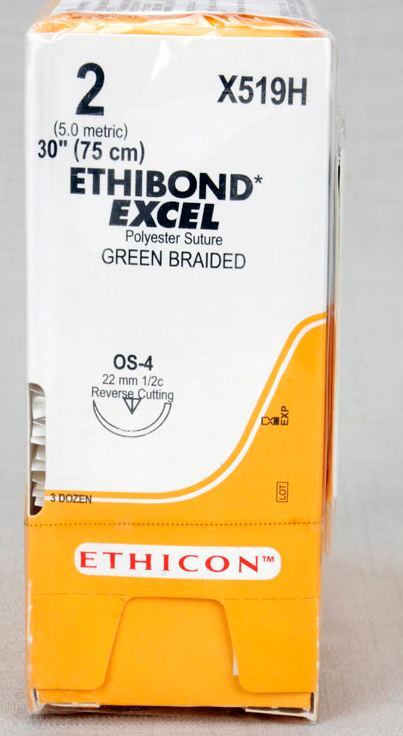 2
X519H
(5.0 metric)
30" (75 cm)
ETHIBOND*
EXCEL
Polyester Suture
GREEN BRAIDED
OS-4
22 mm 1/2c
Reverse Cutting
EXP
LOT
3 DOZEN
ETHICON™